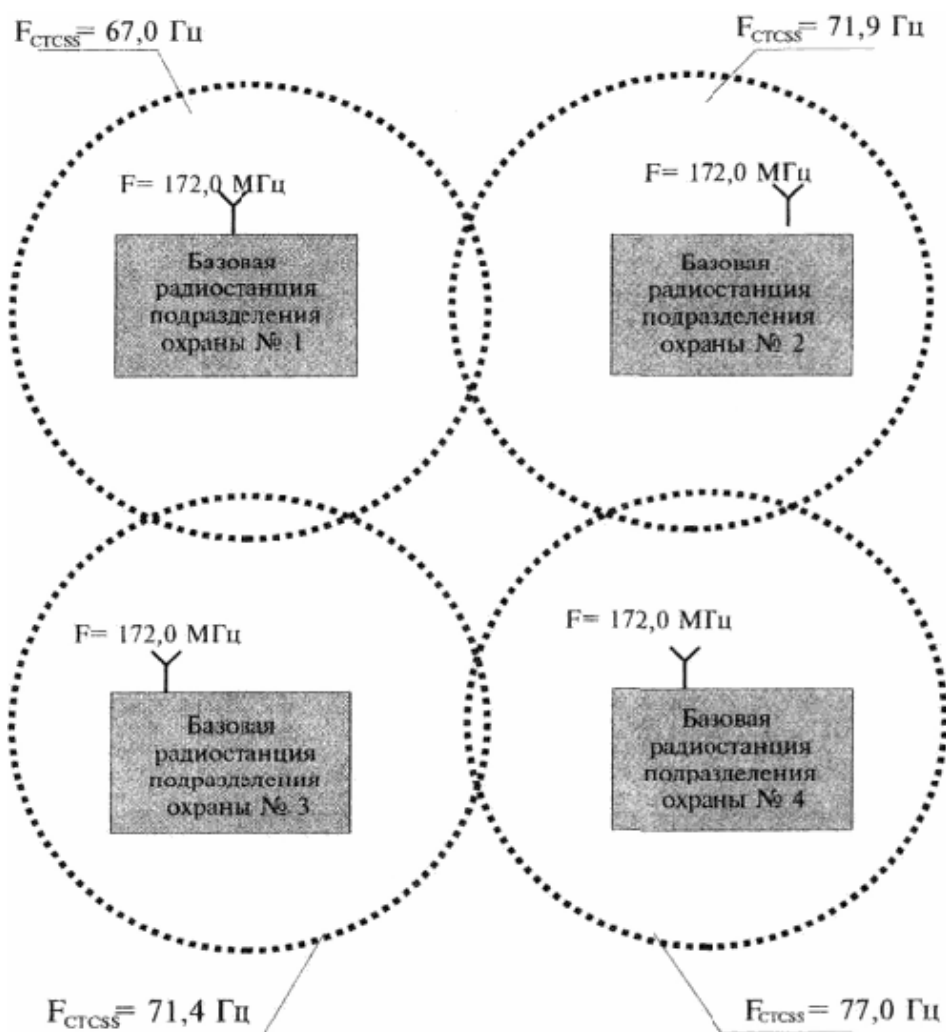 F_CTCSS = 67,0 Гц
F_CTCSS = 71,9 Гц
F= 172,0 МГц
Базовая
радиостанция
подразделения
охраны № 1
F= 172,0 МГц
Базовая
радиостанция
подразделения
охраны № 2
F= 172,0 МГц
Базовая
радиостанция
подразделения
охраны № 3
F= 172,0 МГц
Базовая
радиостанция
подразделения
охраны № 4
F_CTCSS = 71,4 Гц
F_CTCSS = 77,0 Гц